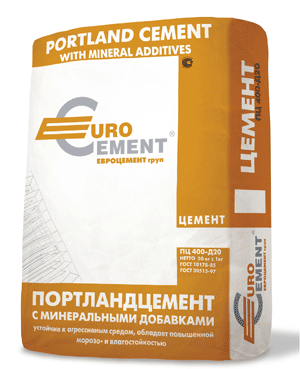 PORTLAND CEMENT
WITH MINERAL ADDITIVES
EURO
CEMENT®
ЕВРОЦЕМЕНТ груп
ЦЕМЕНТ
ПЦ 400-Д20
НЕТТО 50 кг ± 1кг
ГОСТ 10178-85
ГОСТ 30515-97
ПОРТЛАНДЦЕМЕНТ
С МИНЕРАЛЬНЫМИ ДОБАВКАМИ
устойчив к агрессивным средам, обладает повышенной
морозо- и влагостойкостью
ЦЕМЕНТ
ПЦ 400-Д20
EURO
CEMENT